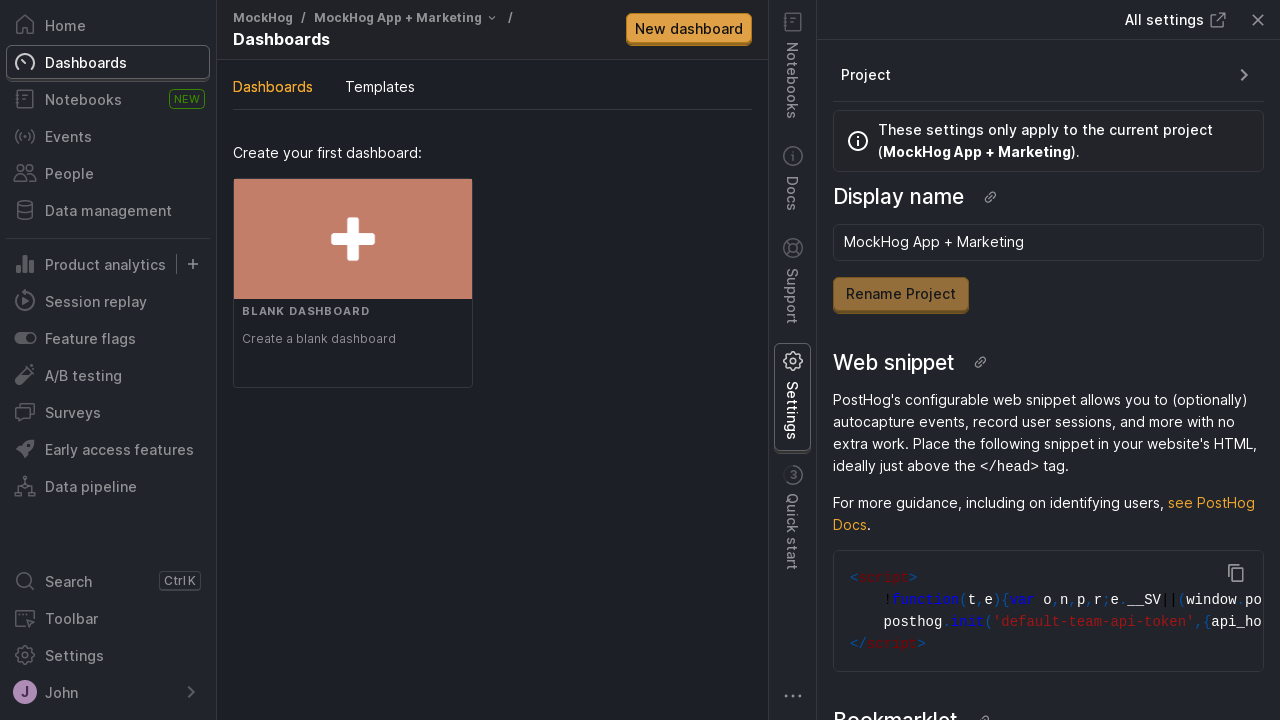 Home
Dashboards
Notebooks
NEW
Events
People
Data management
Product analytics
Session replay
Feature flags
A/B testing
Surveys
Early access features
Data pipeline
Search
Ctrl K
Toolbar
Settings
J
John
MockHog / MockHog App + Marketing /
Dashboards
New dashboard
Dashboards
Templates
Create your first dashboard:
BLANK DASHBOARD
Create a blank dashboard
Notebooks
Docs
Support
Settings
3
Quick start
All settings
Project
These settings only apply to the current project
(MockHog App + Marketing).
Display name
MockHog App + Marketing
Rename Project
Web snippet
PostHog's configurable web snippet allows you to (optionally)
autocapture events, record user sessions, and more with no
extra work. Place the following snippet in your website's HTML,
ideally just above the </head> tag.
For more guidance, including on identifying users, see PostHog
Docs.
<script>
!function(t,e){var o,n,p,r;e.__SV||(window.po
posthog.init('default-team-api-token',{api_ho
</script>
Bookmarklet